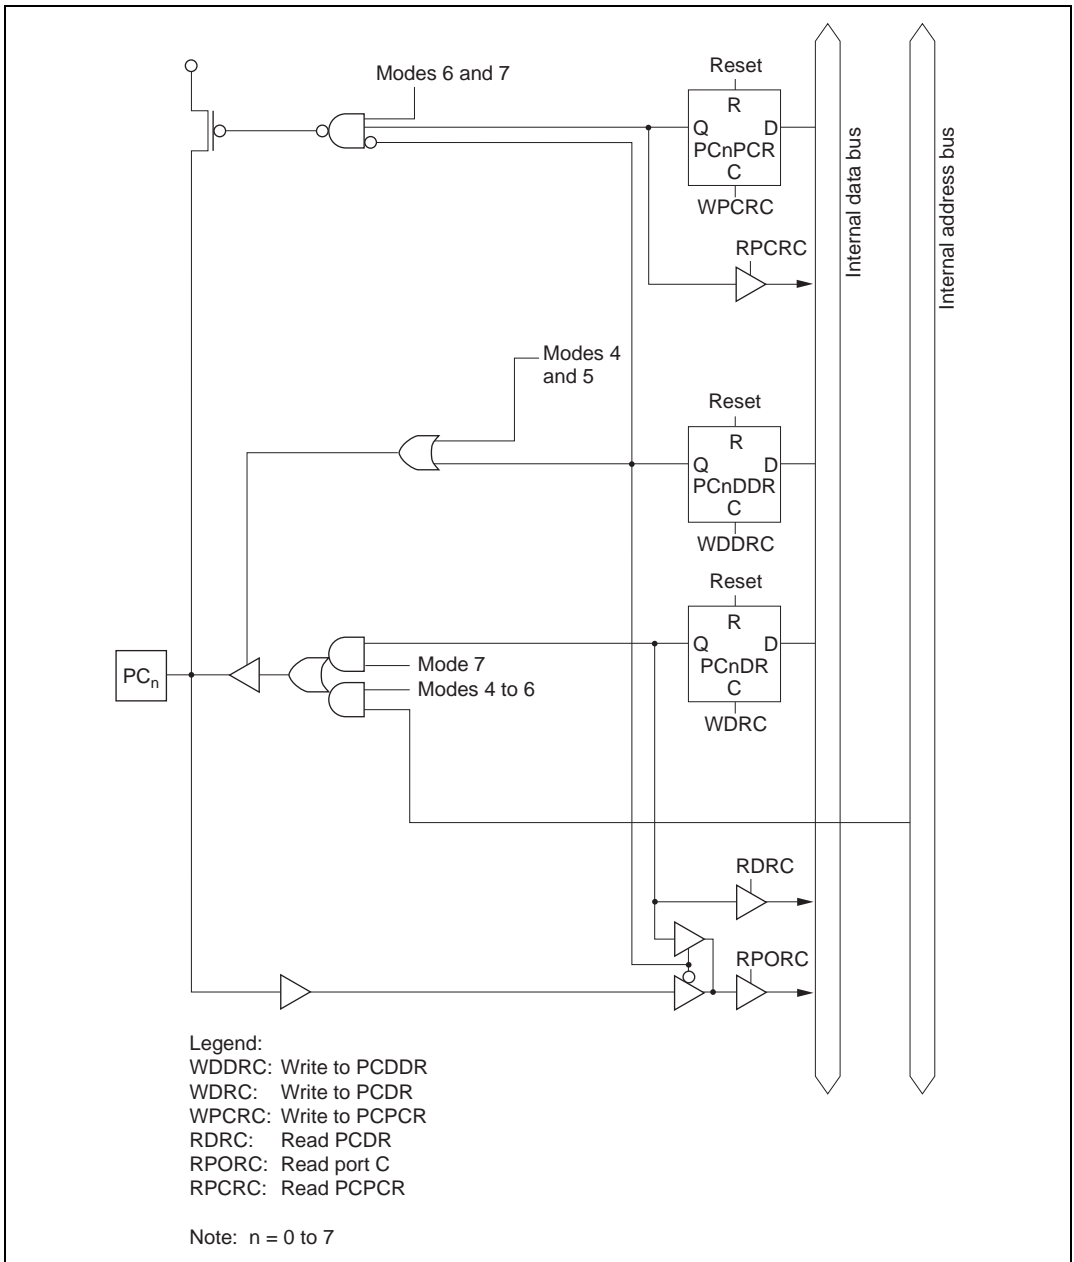 Modes 6 and 7
Reset
R
Q D
PCnPCR
C
WPCRC
RPCRC
Internal data bus
Internal address bus
Modes 4
and 5
Reset
R
Q D
PCnDDR
C
WDDRC
Reset
R
Q D
PCnDR
C
WDRC
Mode 7
Modes 4 to 6
PCn
RDRC
RPORC
Legend:
WDDRC: Write to PCDDR
WDRC: Write to PCDR
WPCRC: Write to PCPCR
RDRC: Read PCDR
RPORC: Read port C
RPCRC: Read PCPCR
Note: n = 0 to 7